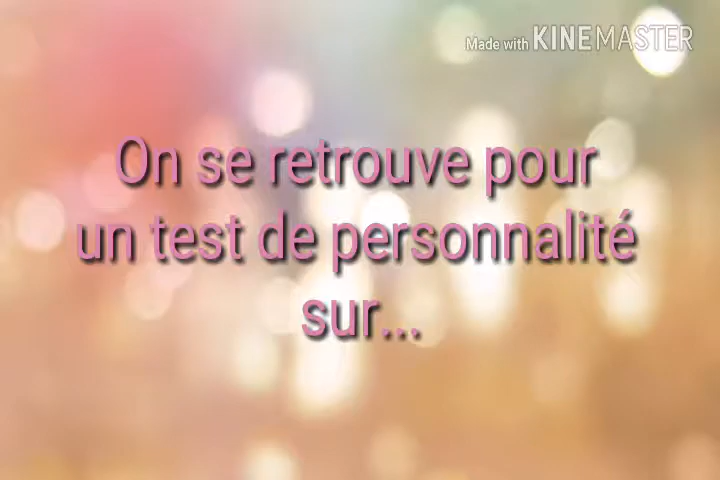 Made with KINEMASTER
On se retrouve pour
un test de personnalité
sur...